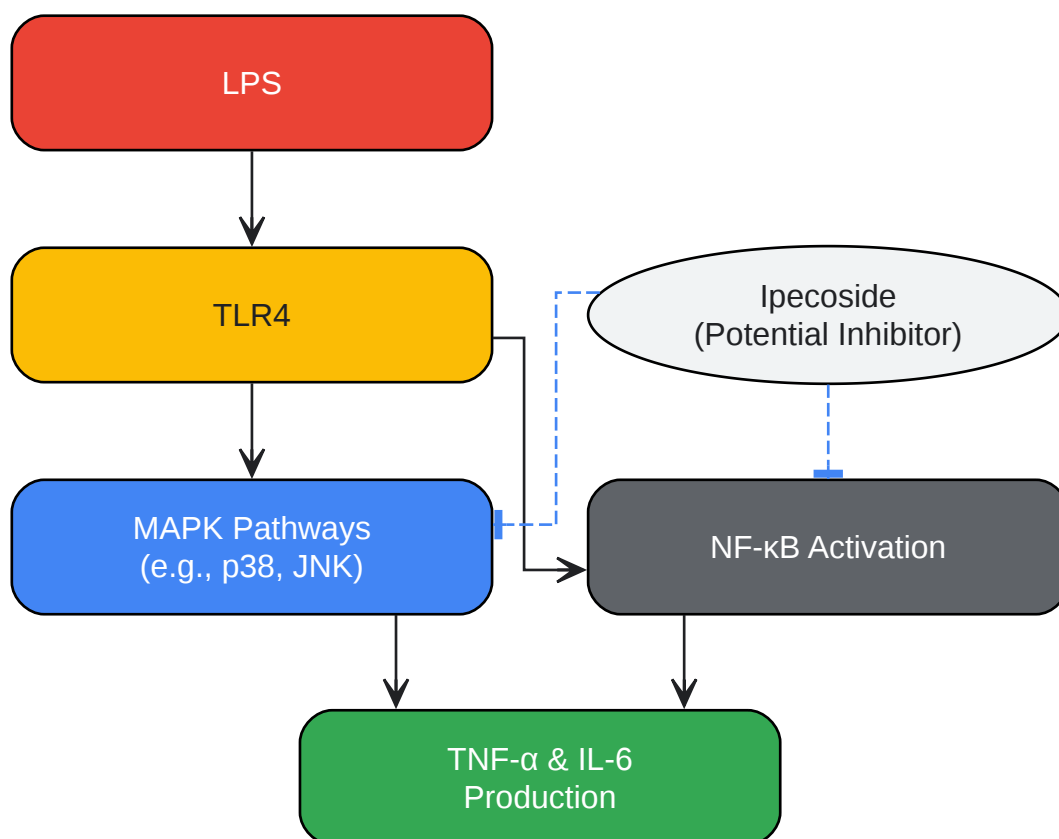 LPS
TLR4
Ipecoside
(Potential Inhibitor)
MAPK Pathways
(e.g., p38, JNK)
NF-κB Activation
TNF-α & IL-6
Production